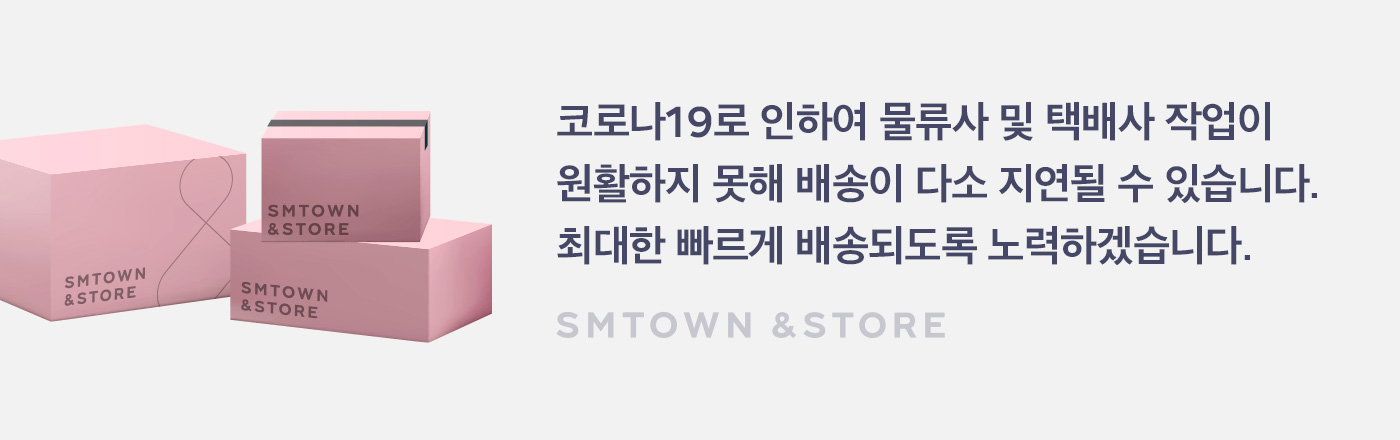 코로나19로 인하여 물류사 및 택배사 작업이
원활하지 못해 배송이 다소 지연될 수 있습니다.
최대한 빠르게 배송되도록 노력하겠습니다.
SMTOWN &STORE
SMTOWN
&STORE
SMTOWN
&STORE
SMTOWN
&STORE